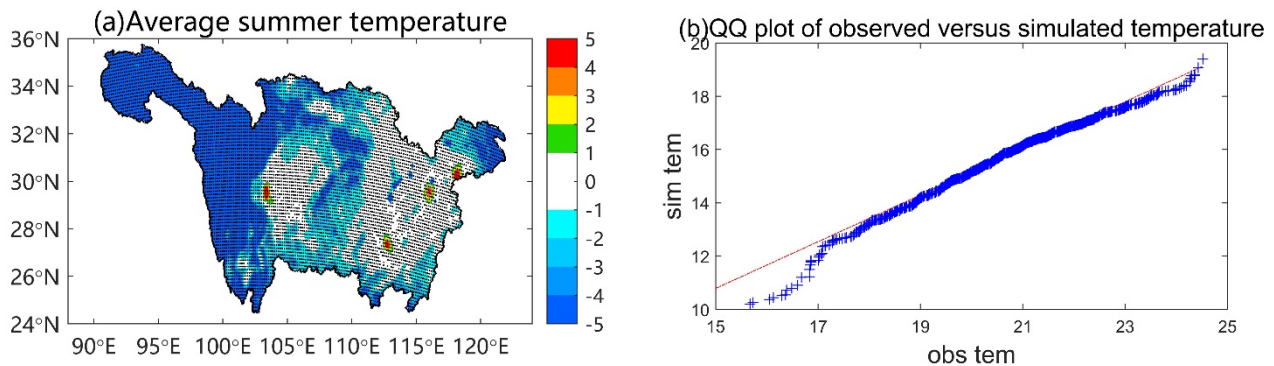 (a)Average summer temperature
36°N
34°N
32°N
30°N
28°N
26°N
24°N
90°E 95°E 100°E 105°E 110°E 115°E 120°E
5
4
3
2
1
0
-1
-2
-3
-4
-5
(b)QQ plot of observed versus simulated temperature
20
18
16
14
12
10
sim tem
15 17 19 21 23 25
obs tem